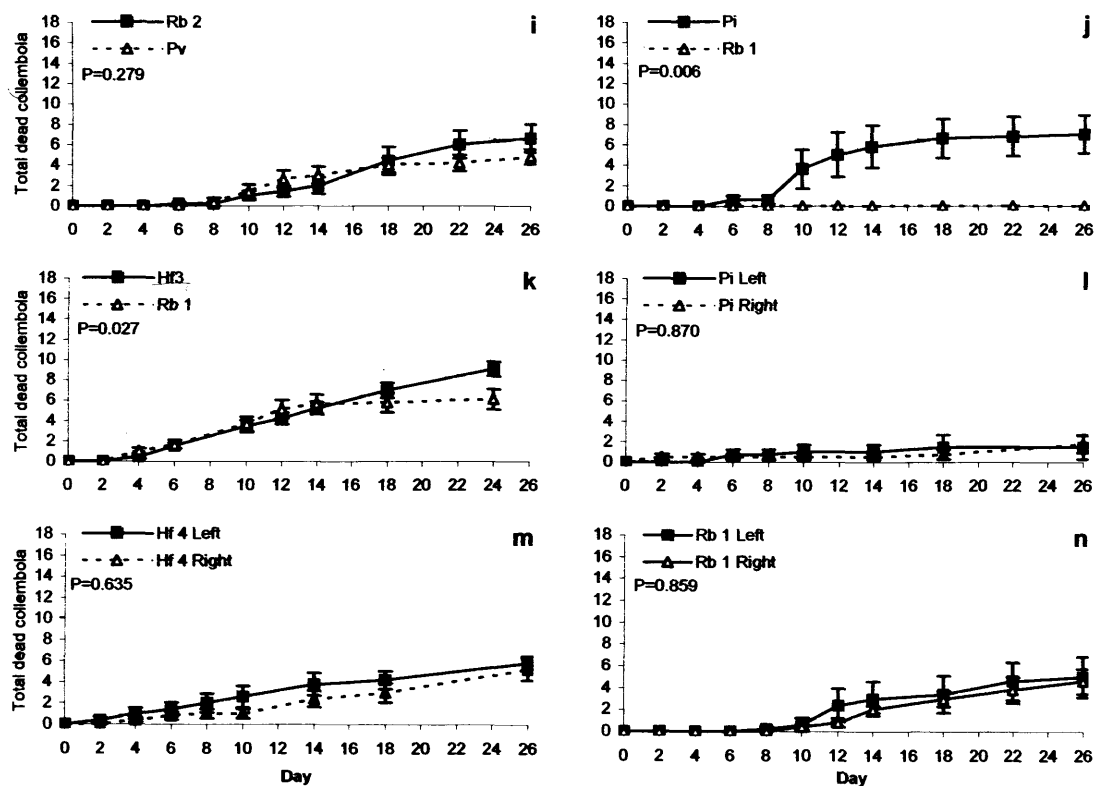 Rb 2
Pv
P=0.279
i
Total dead collembola
18
16
14
12
10
8
6
4
2
0
0 2 4 6 8 10 12 14 16 18 20 22 24 26
Pi
Rb 1
P=0.006
j
18
16
14
12
10
8
6
4
2
0
0 2 4 6 8 10 12 14 16 18 20 22 24 26
Hf3
Rb 1
P=0.027
k
Total dead collembola
18
16
14
12
10
8
6
4
2
0
0 2 4 6 8 10 12 14 16 18 20 22 24 26
Pi Left
Pi Right
P=0.870
l
18
16
14
12
10
8
6
4
2
0
0 2 4 6 8 10 12 14 16 18 20 22 24 26
Hf 4 Left
Hf 4 Right
P=0.635
m
Total dead collembola
18
16
14
12
10
8
6
4
2
0
0 2 4 6 8 10 12 14 16 18 20 22 24 26
Day
Rb 1 Left
Rb 1 Right
P=0.859
n
18
16
14
12
10
8
6
4
2
0
0 2 4 6 8 10 12 14 16 18 20 22 24 26
Day